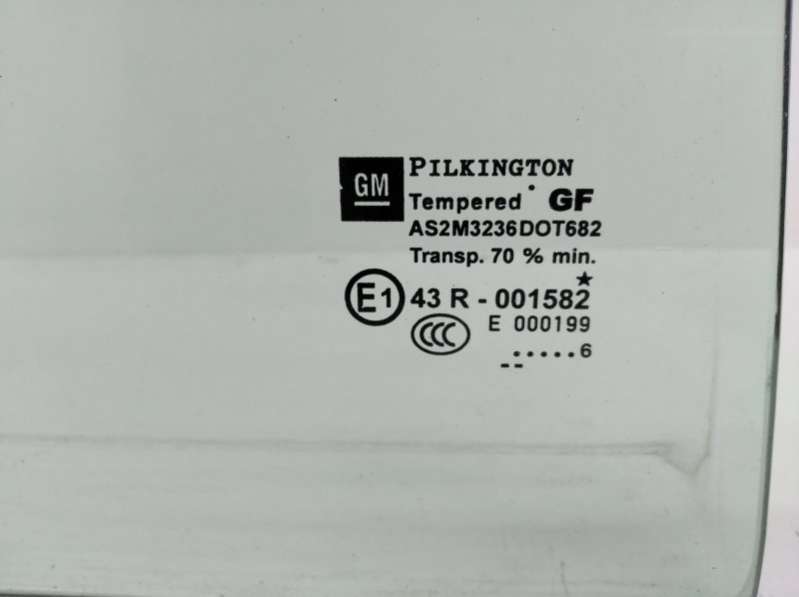 GM PILKINGTON
Tempered GF
AS2M3236DOT682
Transp. 70 % min.
E1 43 R - 001582
CCC E 000199
.....6
--